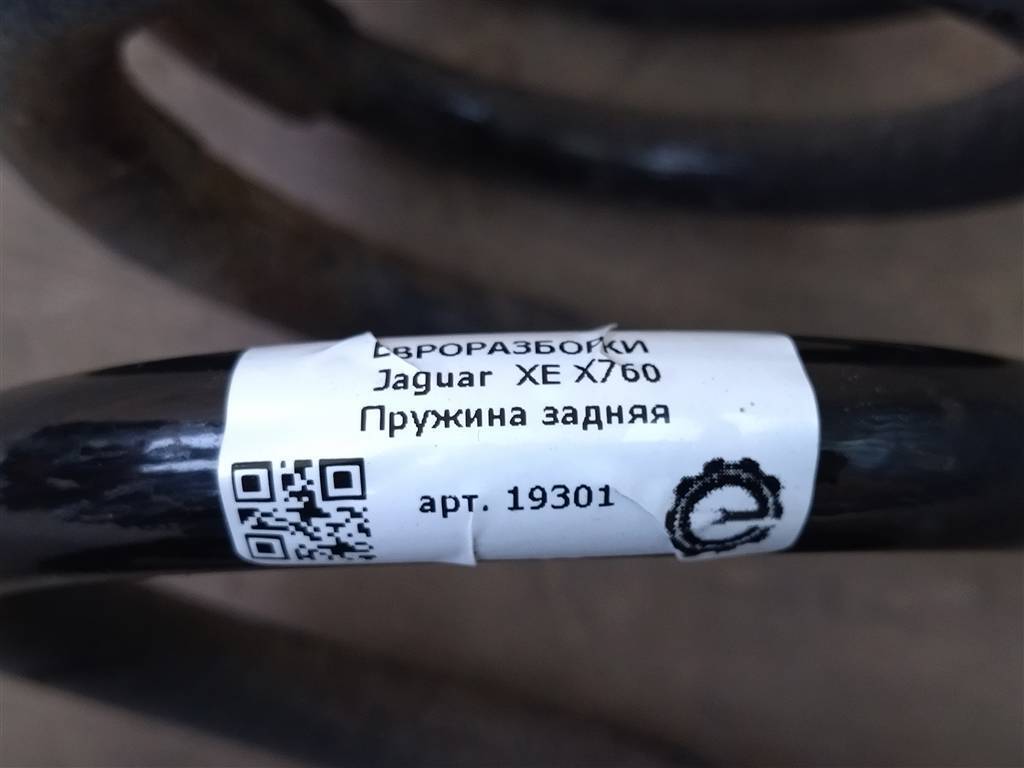 ЕВРОРАЗБОРКИ
Jaguar XE X760
Пружина задняя
арт. 19301